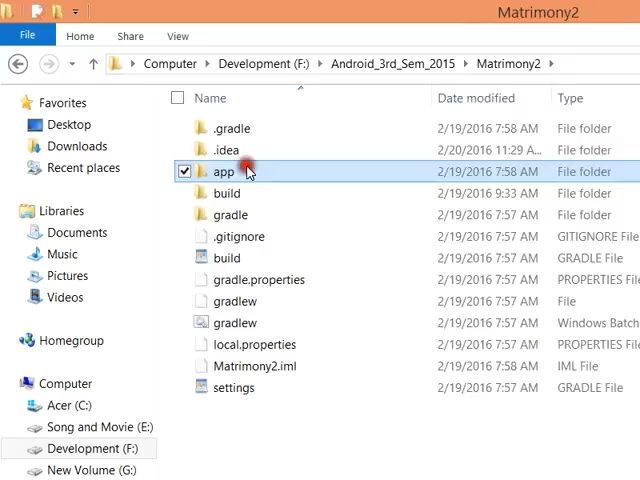 Matrimony2
File Home Share View
Computer Development (F:) Android_3rd_Sem_2015 Matrimony2
Name Date modified Type
Favorites
Desktop
Downloads
Recent places
Libraries
Documents
Music
Pictures
Videos
Homegroup
Computer
Acer (C:)
Song and Movie (E:)
Development (F:)
New Volume (G:)
.gradle 2/19/2016 7:58 AM File folder
.idea 2/20/2016 11:29 A... File folder
app 2/19/2016 7:58 AM File folder
build 2/19/2016 9:33 AM File folder
gradle 2/19/2016 7:57 AM File folder
.gitignore 2/19/2016 7:57 AM GITIGNORE File
build 2/19/2016 7:57 AM GRADLE File
gradle.properties 2/19/2016 7:57 AM PROPERTIES File
gradlew 2/19/2016 7:57 AM File
gradlew 2/19/2016 7:57 AM Windows Batch
local.properties 2/19/2016 7:57 AM PROPERTIES File
Matrimony2.iml 2/19/2016 7:58 AM IML File
settings 2/19/2016 7:57 AM GRADLE File